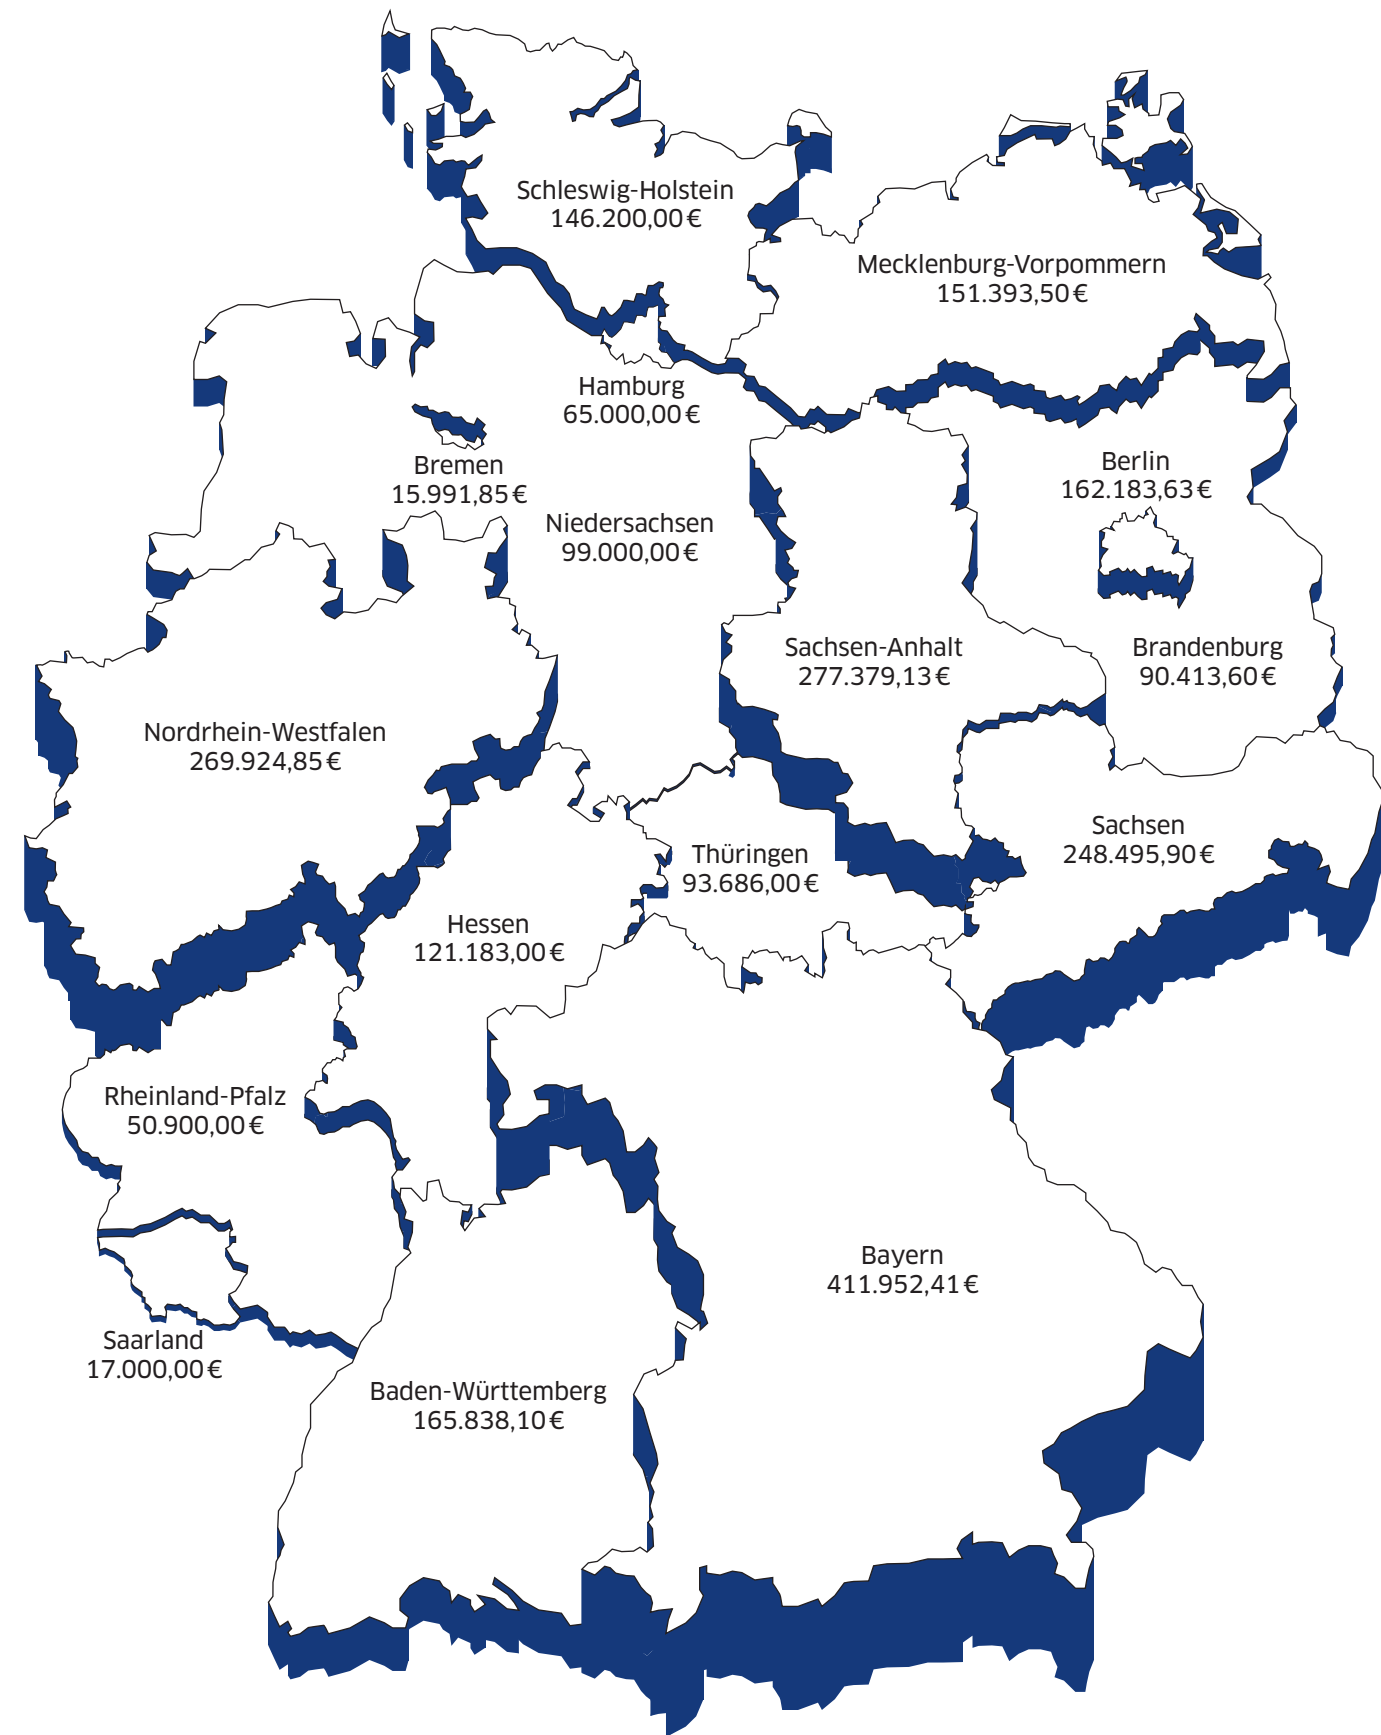 Schleswig-Holstein
146.200,00 €
Mecklenburg-Vorpommern
151.393,50 €
Hamburg
65.000,00 €
Bremen
15.991,85 €
Berlin
162.183,63 €
Niedersachsen
99.000,00 €
Sachsen-Anhalt
277.379,13 €
Brandenburg
90.413,60 €
Nordrhein-Westfalen
269.924,85 €
Sachsen
248.495,90 €
Thüringen
93.686,00 €
Hessen
121.183,00 €
Rheinland-Pfalz
50.900,00 €
Bayern
411.952,41 €
Saarland
17.000,00 €
Baden-Württemberg
165.838,10 €